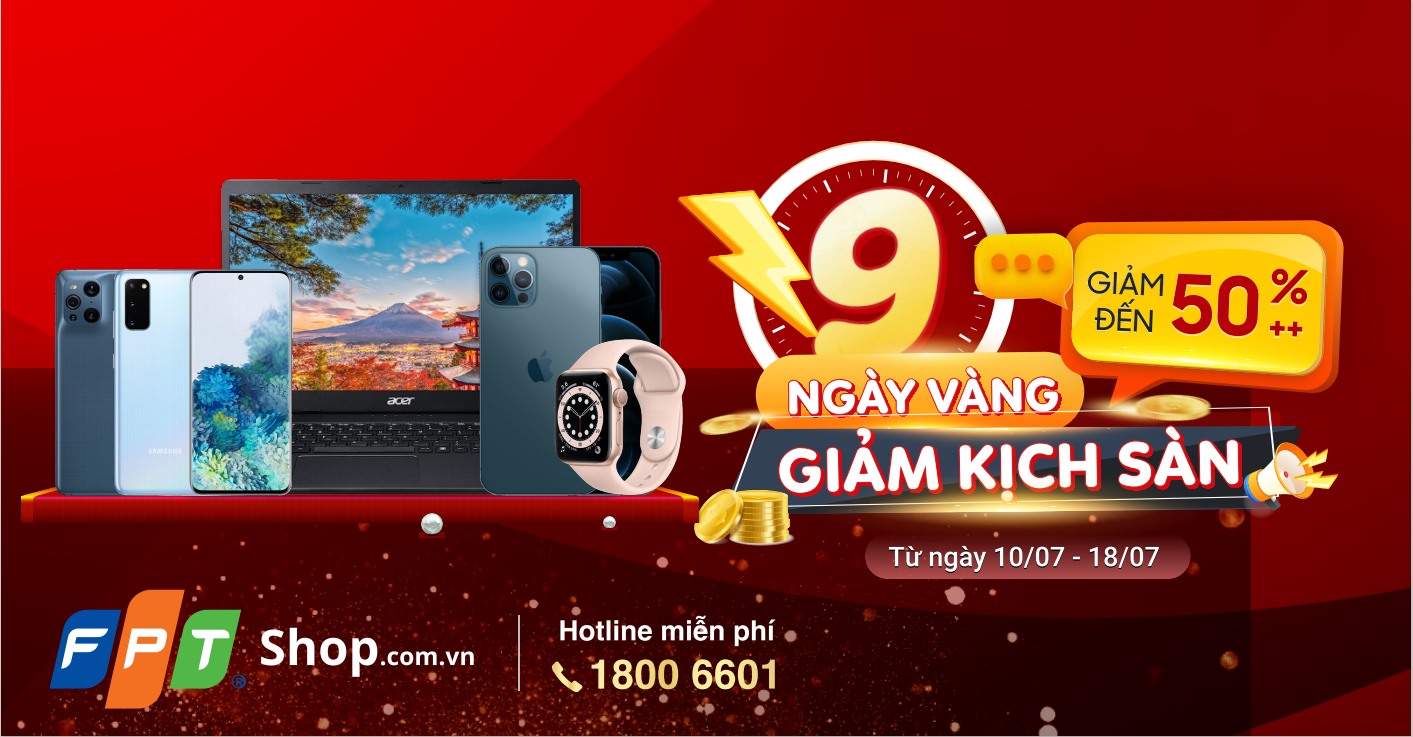 9
NGÀY VÀNG
GIẢM KỊCH SÀN
GIẢM
ĐẾN
50%
++
Từ ngày 10/07 - 18/07
acer
SAMSUNG
FPT® Shop.com.vn
Hotline miễn phí
1800 6601